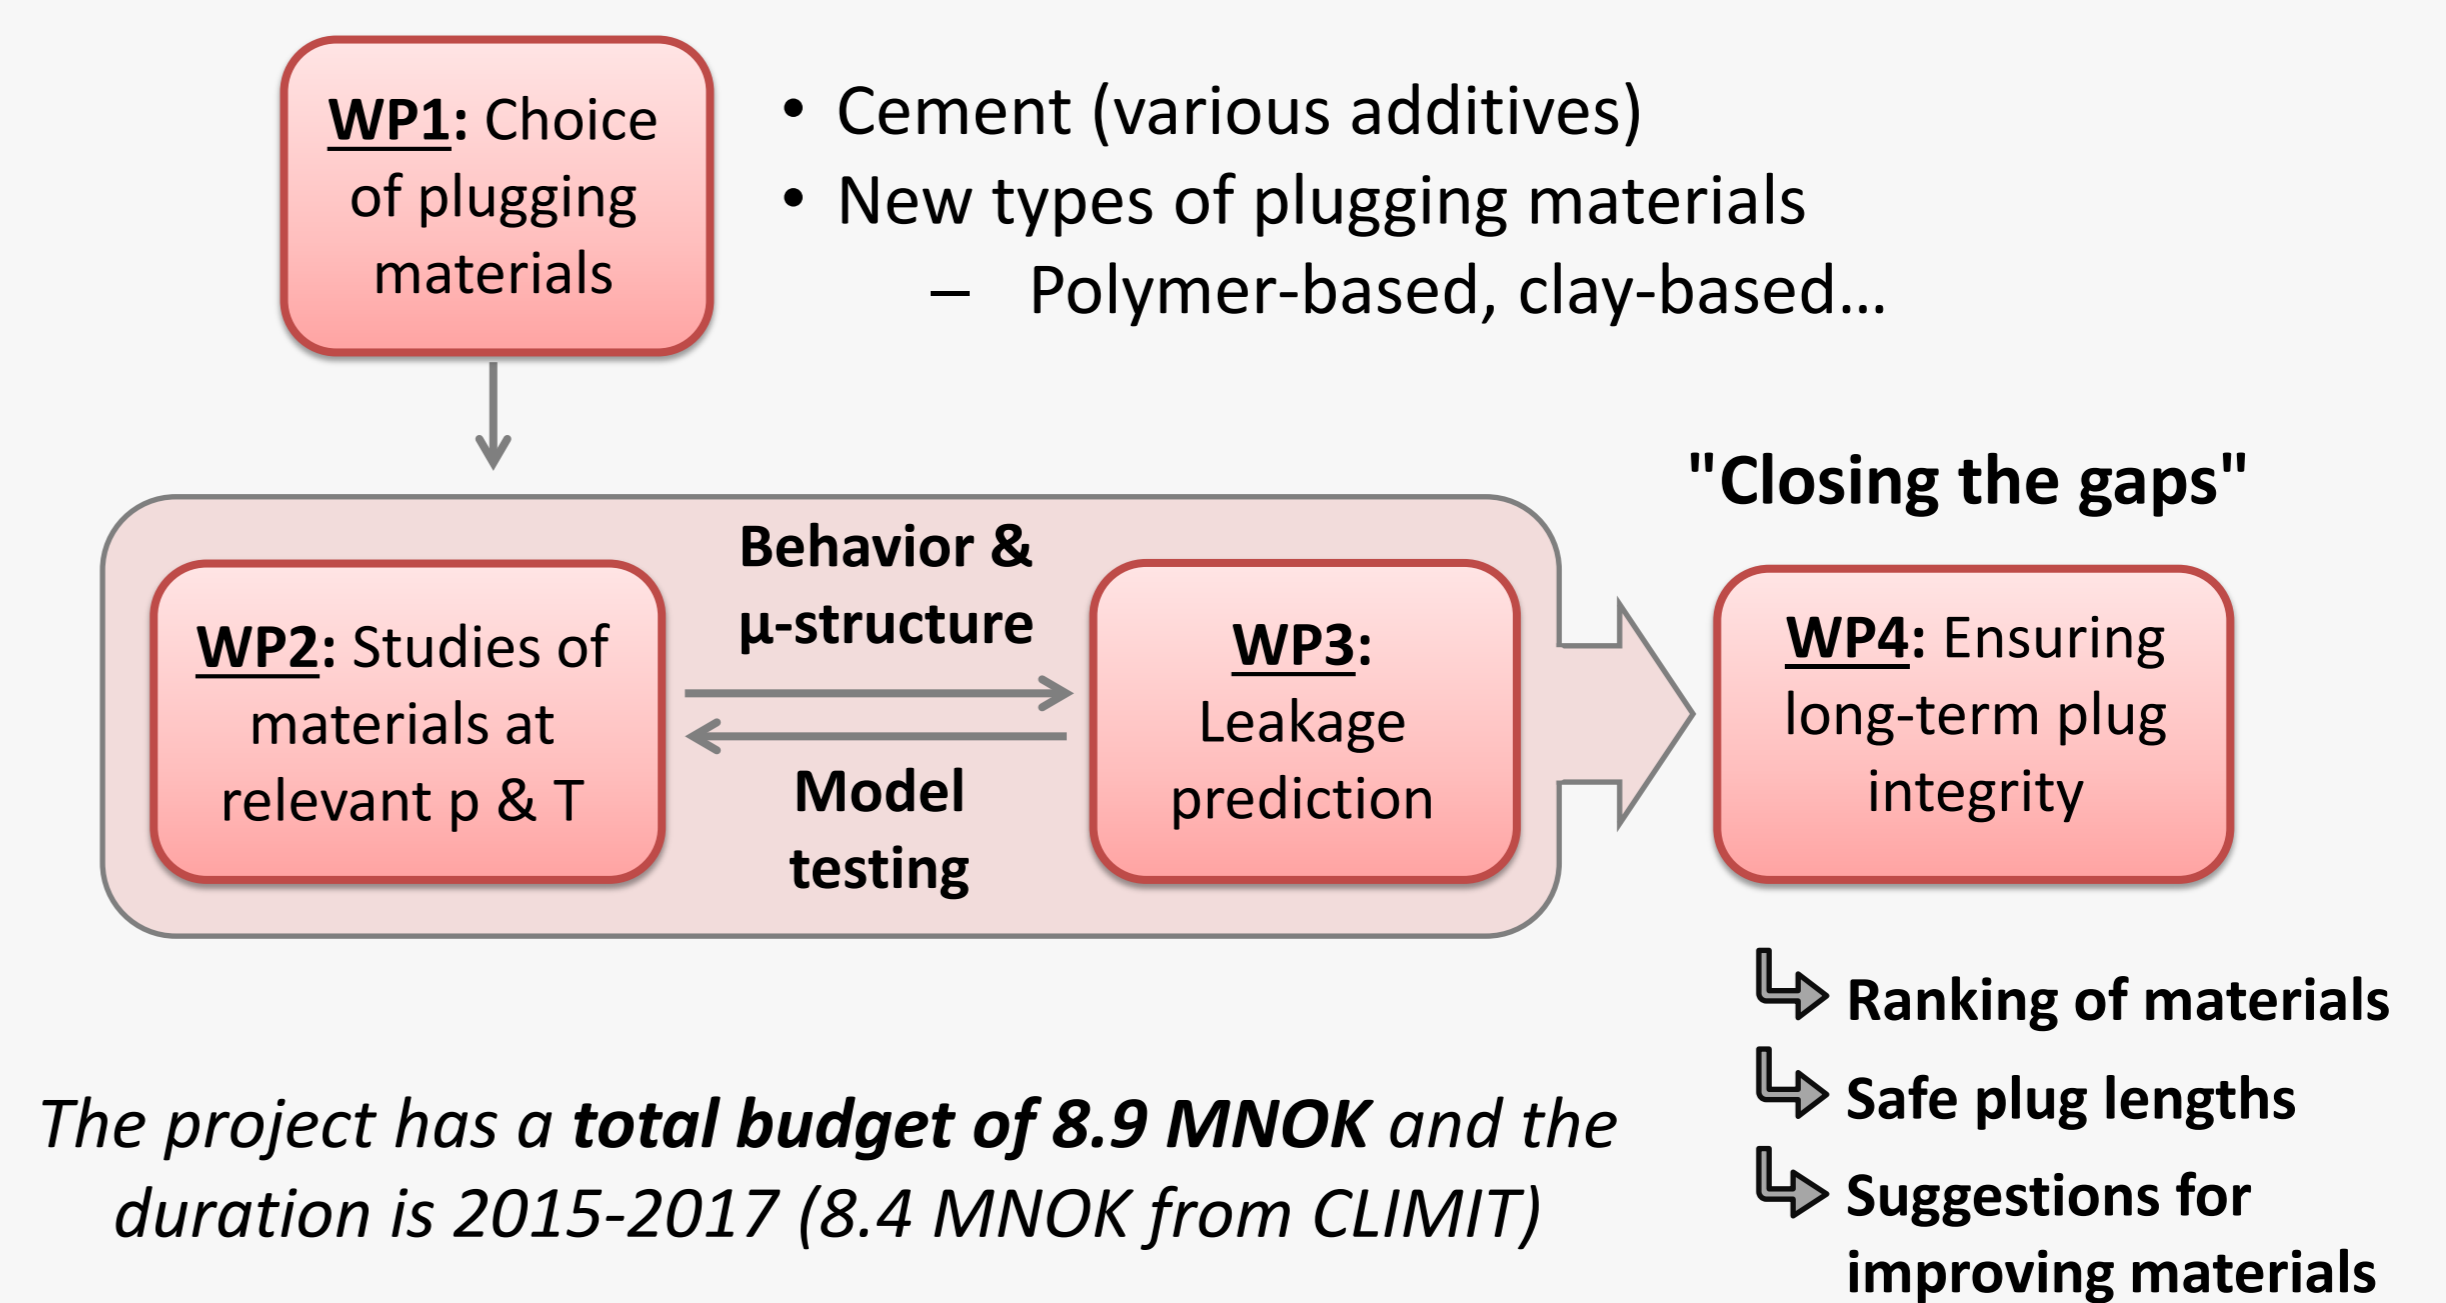 WP1: Choice
of plugging
materials
• Cement (various additives)
• New types of plugging materials
– Polymer-based, clay-based...
"Closing the gaps"
Behavior &
µ-structure
WP2: Studies of
materials at
relevant p & T
Model
testing
WP3:
Leakage
prediction
WP4: Ensuring
long-term plug
integrity
Ranking of materials
Safe plug lengths
Suggestions for
improving materials
The project has a total budget of 8.9 MNOK and the
duration is 2015-2017 (8.4 MNOK from CLIMIT)